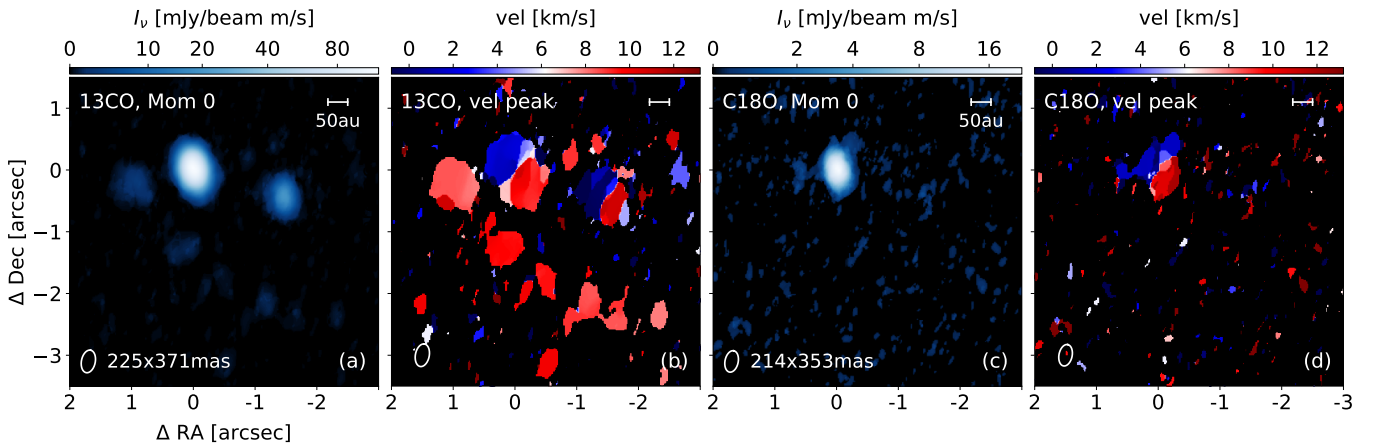 Iν [mJy/beam m/s]
vel [km/s]
Iν [mJy/beam m/s]
vel [km/s]
0 10 20 40 80
0 2 4 6 8 10 12
0 2 4 8 16
0 2 4 6 8 10 12
13CO, Mom 0
13CO, vel peak
C18O, Mom 0
C18O, vel peak
50au
50au
Δ Dec [arcsec]
1
0
−1
−2
−3
225x371mas
(a)
(b)
214x353mas
(c)
(d)
2 1 0 -1 -2
2 1 0 -1 -2
2 1 0 -1 -2
2 1 0 -1 -2 -3
Δ RA [arcsec]